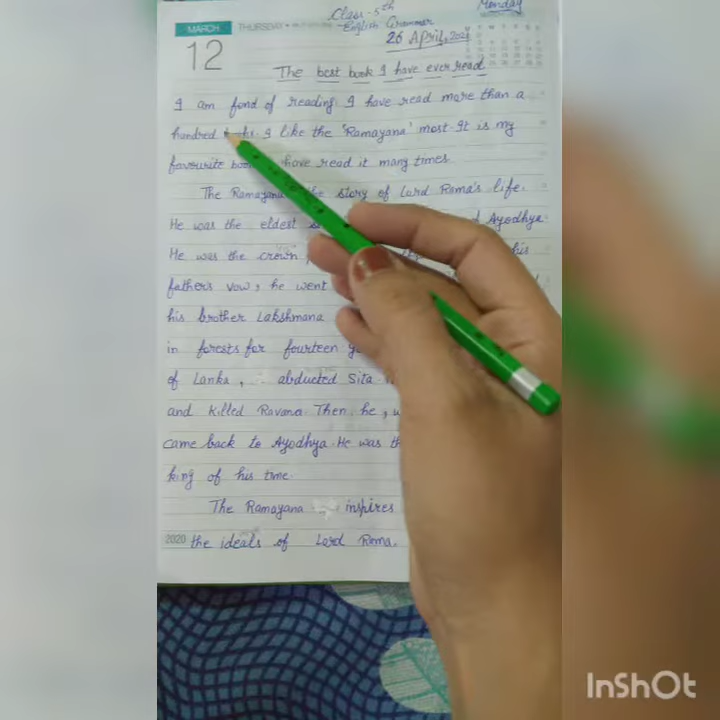 Class - 5th
Monday
MARCH
THURSDAY
English Grammar
12
26 April, 2021
The best book I have ever read
I am fond of reading. I have read more than a
hundred books. I like the 'Ramayana' most. It is my
favourite have read it many times.
The Ramayana the story of Lord Rama's life.
He was the eldest Ayodhya
He was the crown his
fathers vow, he went
his brother Lakshmana
in forests for fourteen
of Lanka, abducted Sita.
and killed Ravana. Then he,
came back to Ayodhya. He was
king of his time.
The Ramayana inspires
2020 the ideals of Lord Rama.
InShOt